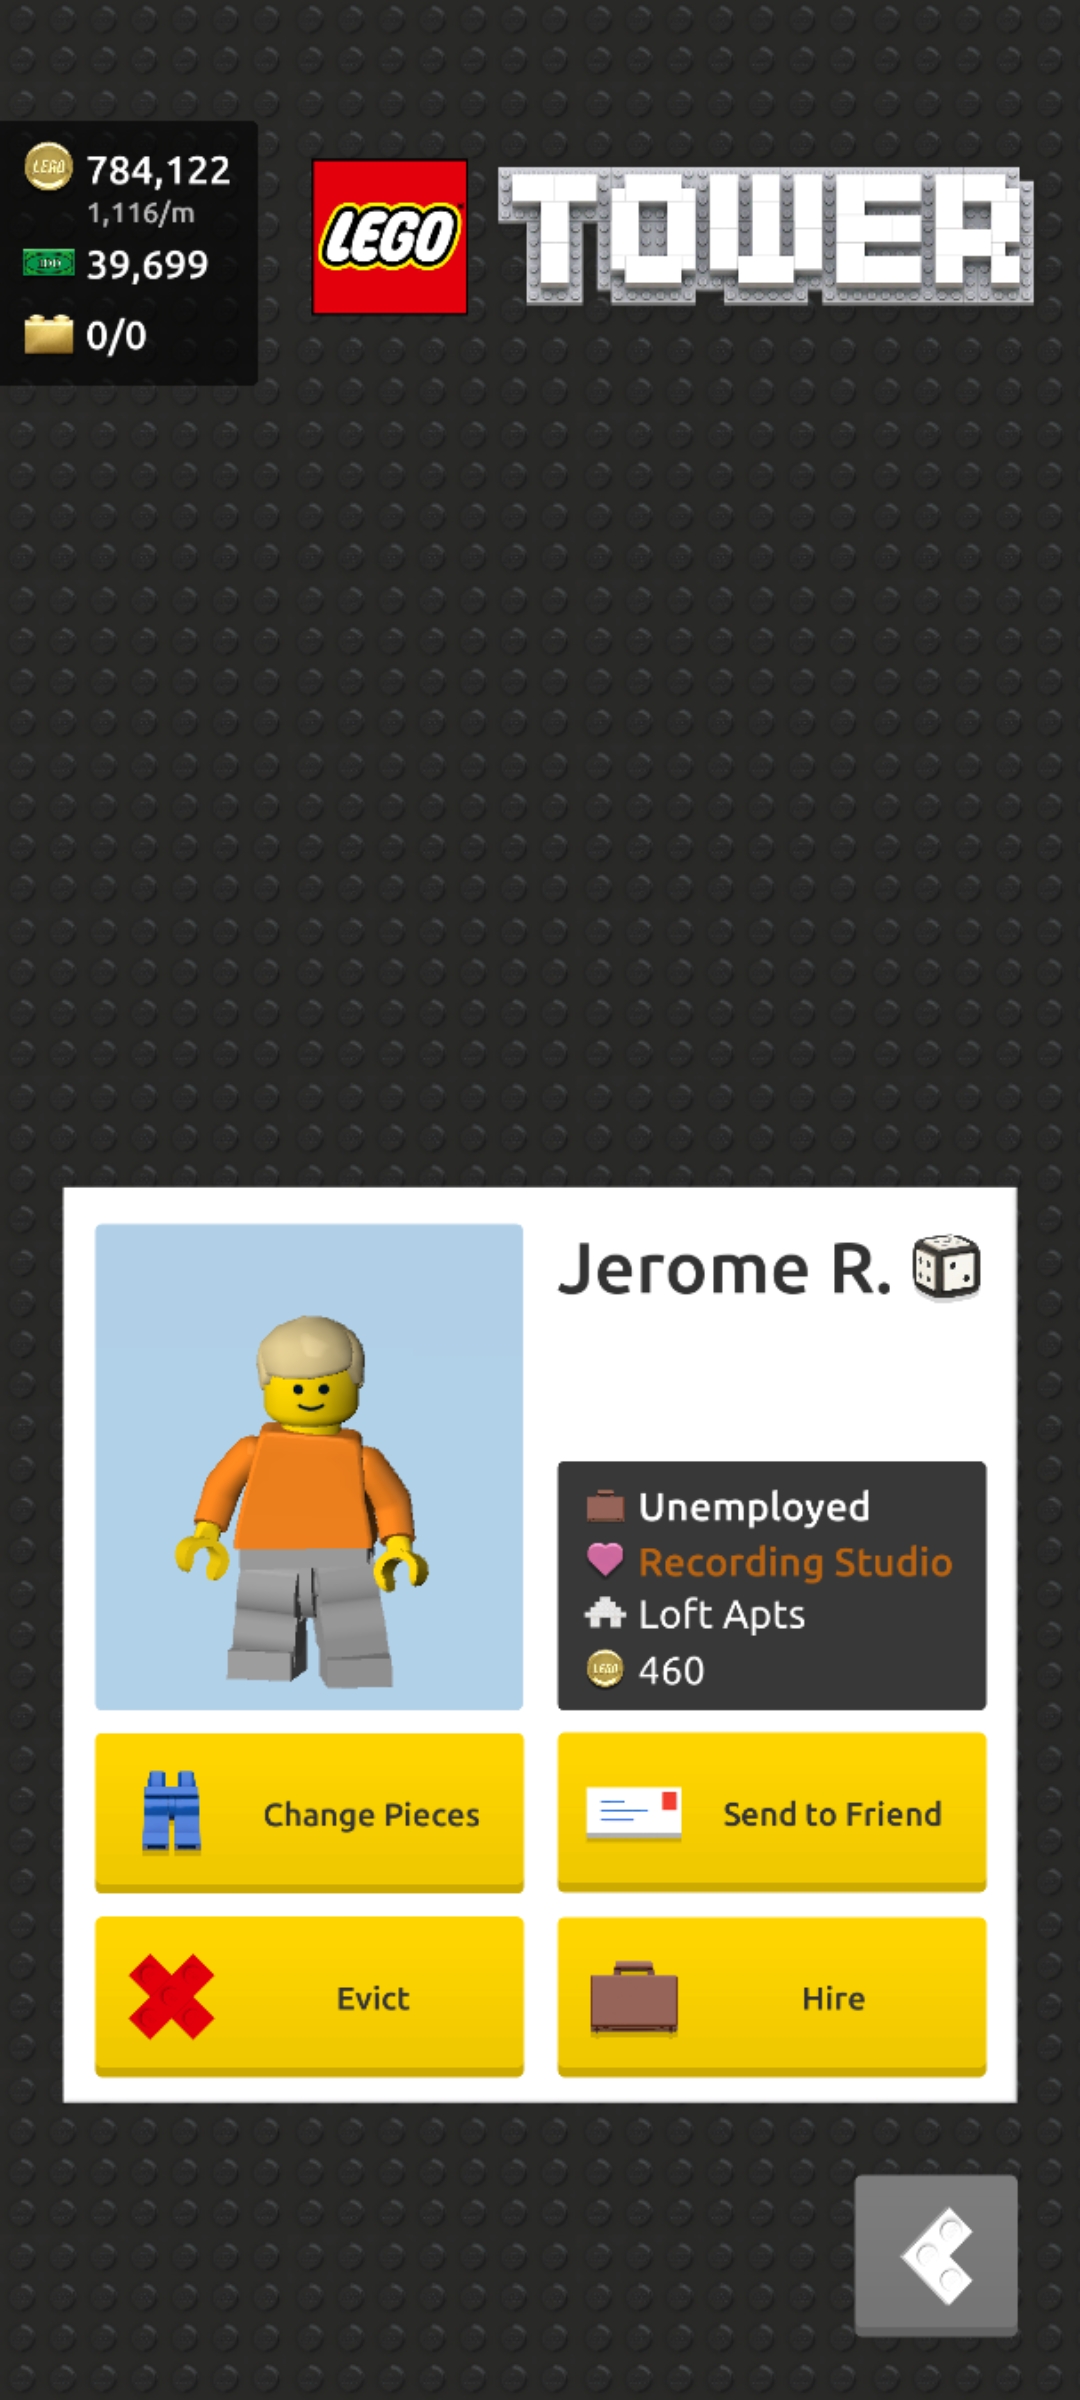 784,122
1,116/m
39,699
0/0
LEGO
TOWER
Jerome R.
Unemployed
Recording Studio
Loft Apts
460
Change Pieces
Send to Friend
Evict
Hire